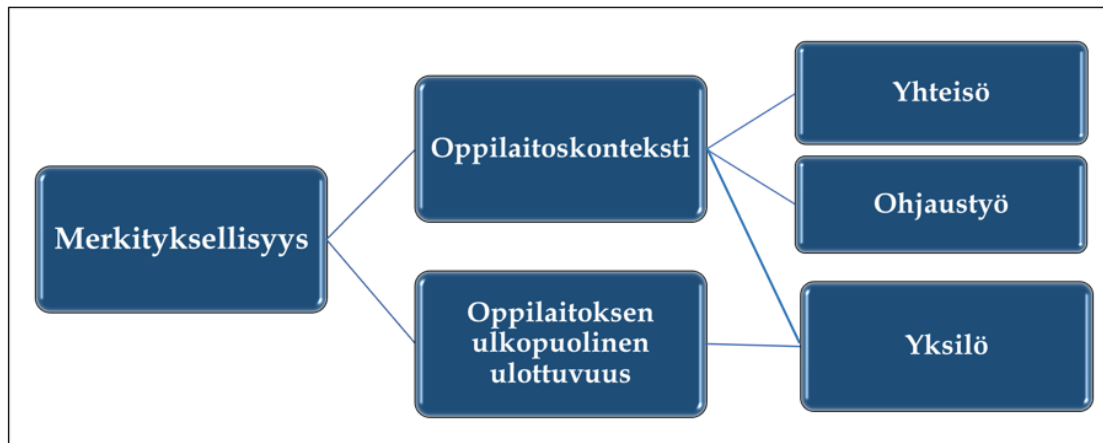 Merkityksellisyys
Oppilaitoskonteksti
Oppilaitoksen
ulkopuolinen
ulottuvuus
Yhteisö
Ohjaustyö
Yksilö